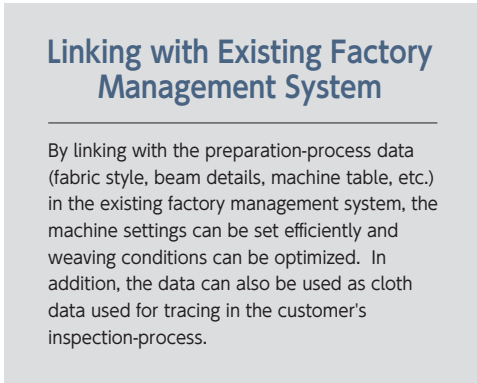 Linking with Existing Factory
Management System
By linking with the preparation-process data
(fabric style, beam details, machine table, etc.)
in the existing factory management system, the
machine settings can be set efficiently and
weaving conditions can be optimized.  In
addition, the data can also be used as cloth
data used for tracing in the customer's
inspection-process.